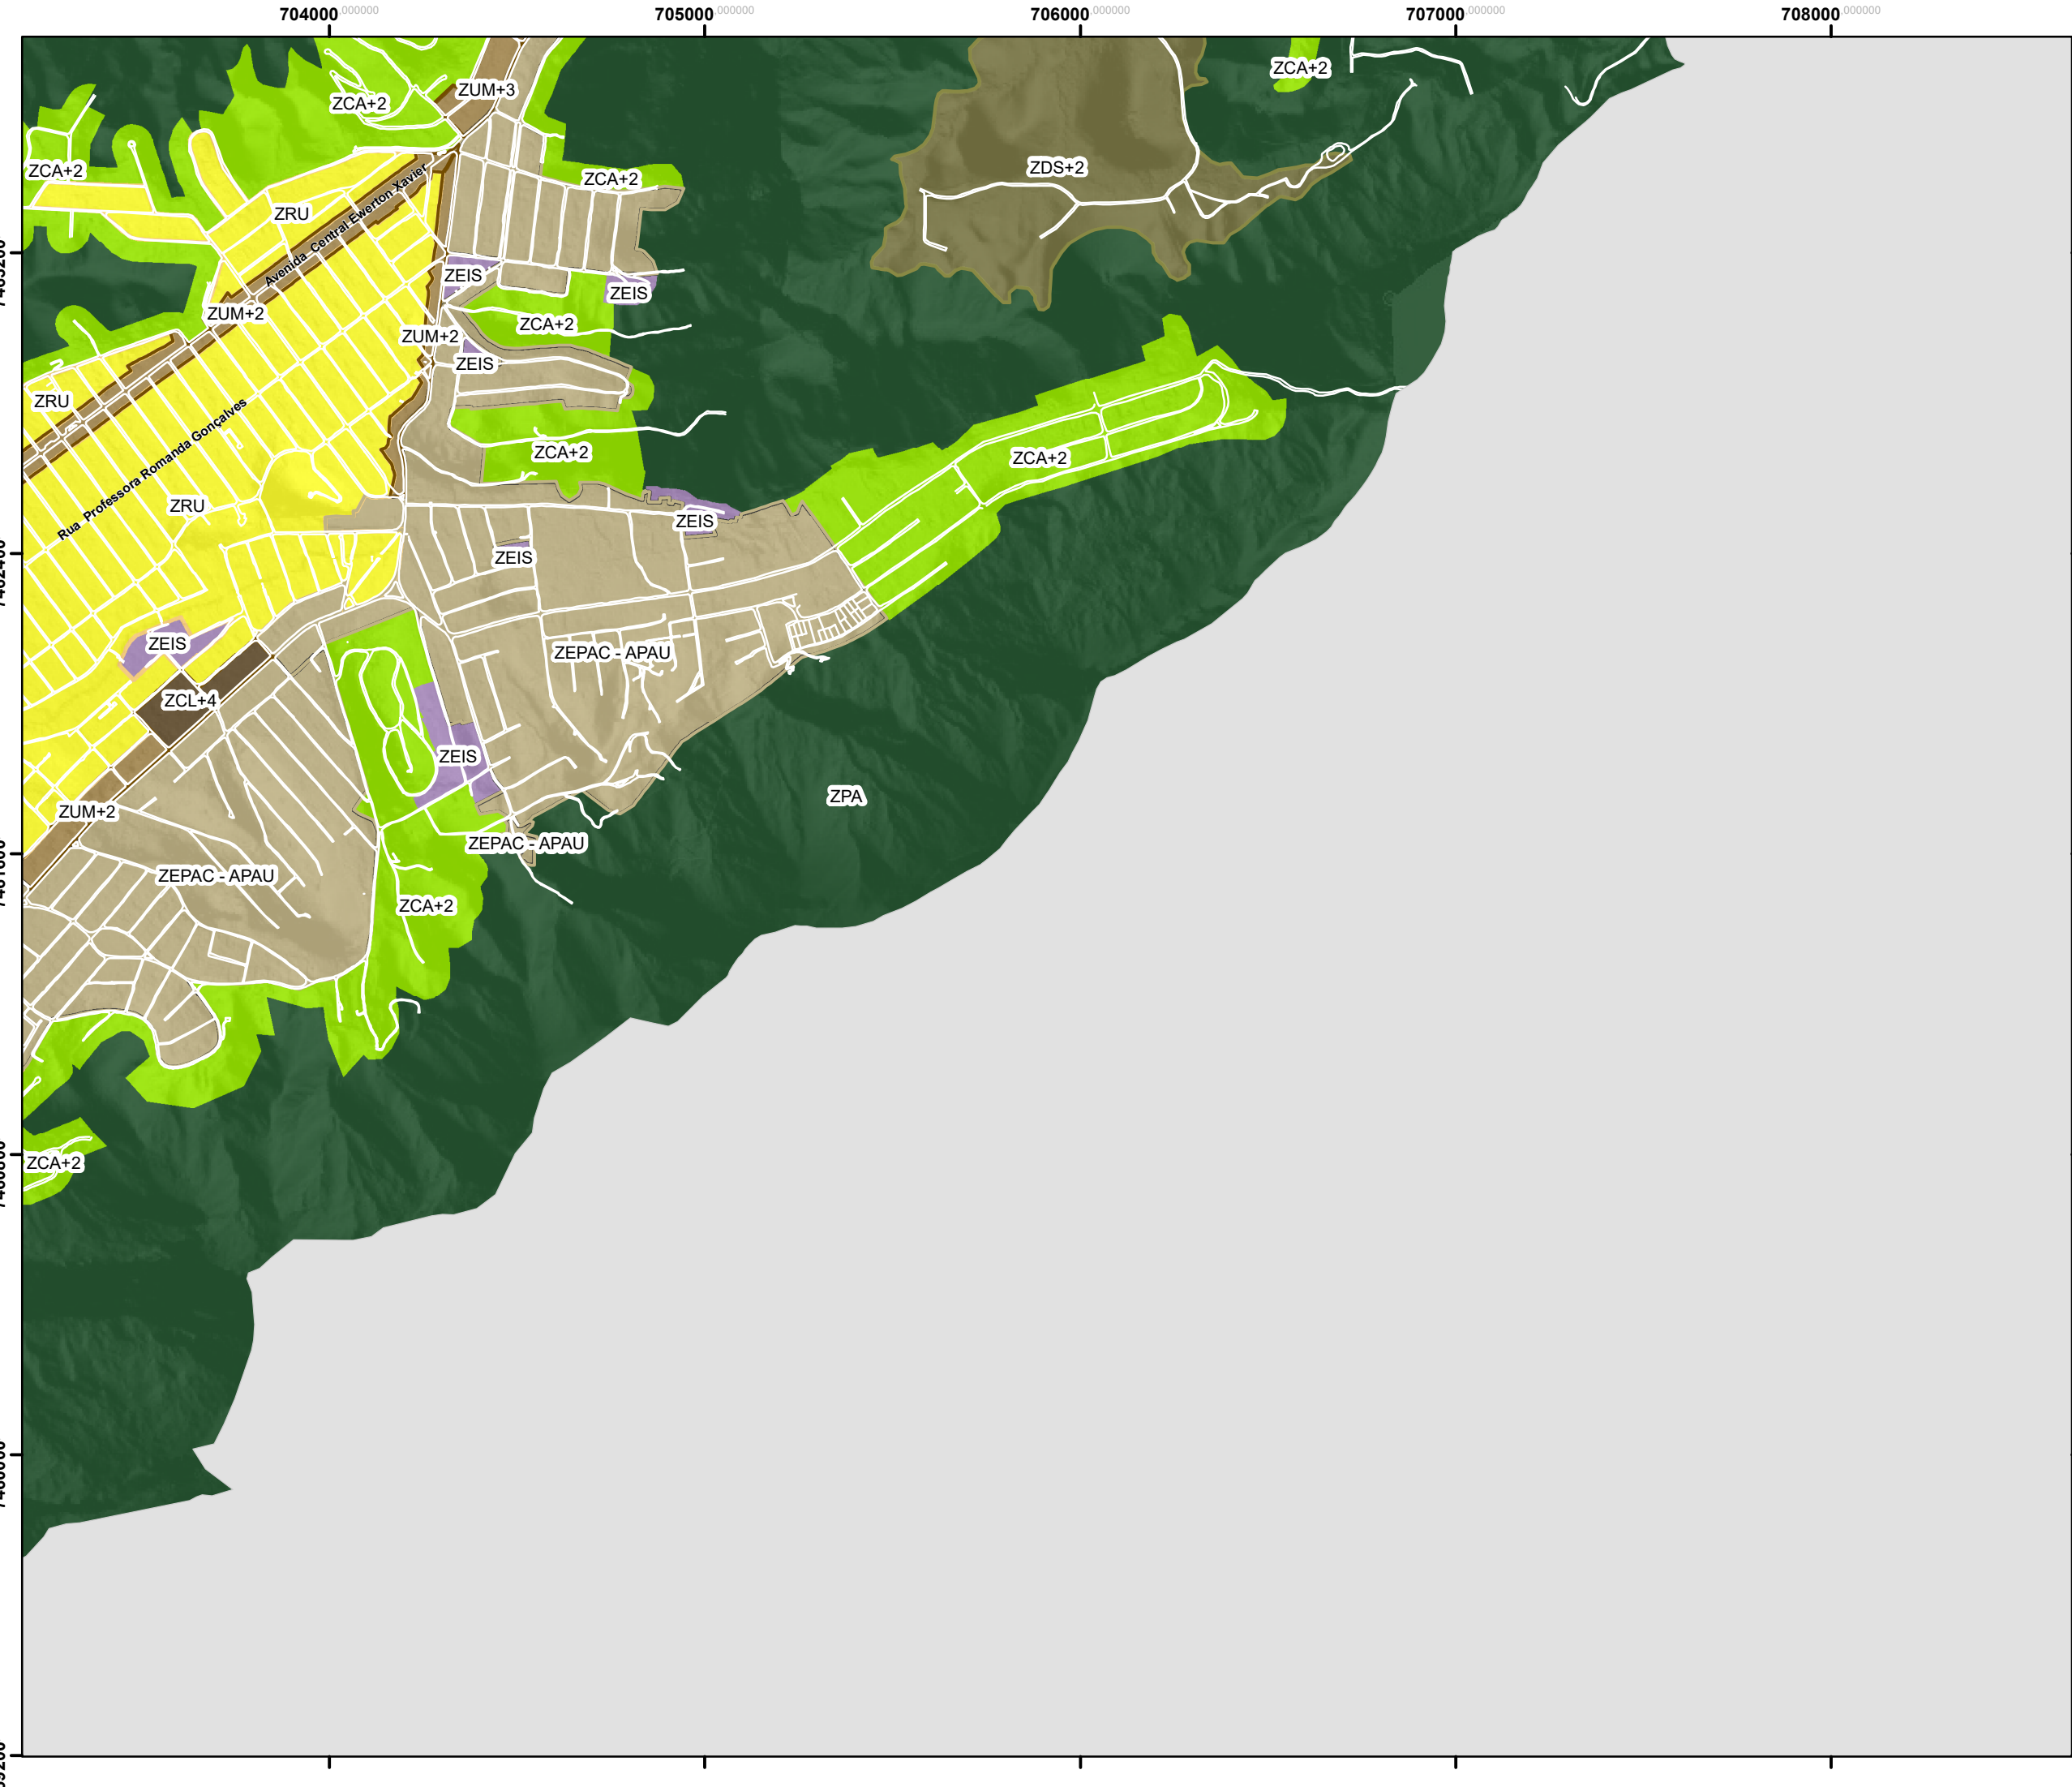 704000.000000
705000.000000
706000.000000
707000.000000
708000.000000
ZCA+2
ZUM+3
ZCA+2
ZCA+2
ZDS+2
ZCA+2
ZRU
ZCA+2
Avenida Central Ewerton Xavier
ZEIS
ZEIS
ZUM+2
ZCA+2
ZUM+2
ZEIS
ZRU
Rua Professora Romanda Gonçalves
ZCA+2
ZCA+2
ZRU
ZEIS
ZEIS
ZEIS
ZEPAC - APAU
ZCL+4
ZEIS
ZPA
ZUM+2
ZEPAC - APAU
ZEPAC - APAU
ZCA+2
ZCA+2